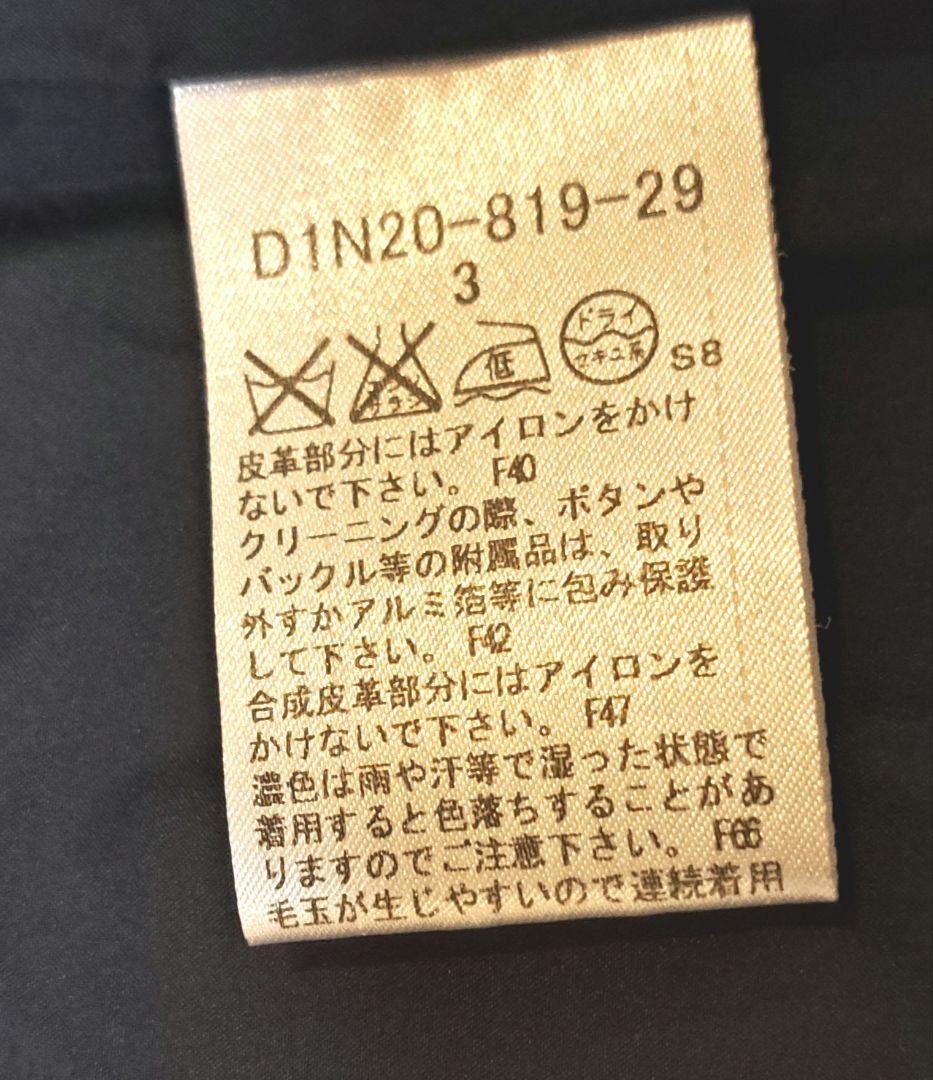 D1N20-819-29
3
低 ドライ セキユ系 S8
皮革部分にはアイロンをかけ
ないで下さい。 F40
クリーニングの際、ボタンや
バックル等の附属品は、取り
外すかアルミ箔等に包み保護
して下さい。 F42
合成皮革部分にはアイロンを
かけないで下さい。 F47
濃色は雨や汗等で湿った状態で
着用すると色落ちすることがあ
りますのでご注意下さい。 F66
毛玉が生じやすいので連続着用